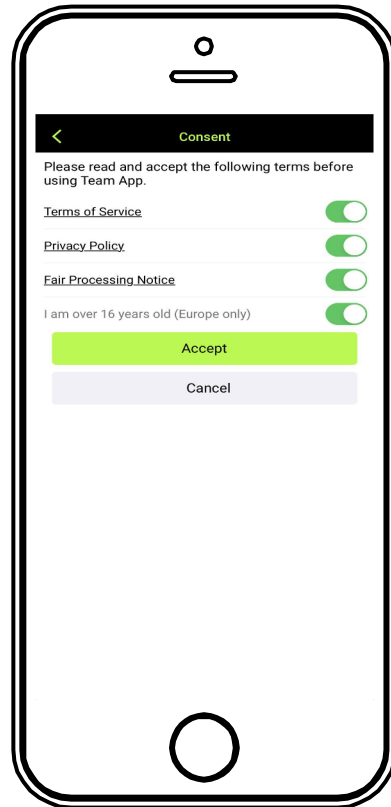 Consent
Please read and accept the following terms before
using Team App.
Terms of Service
Privacy Policy
Fair Processing Notice
I am over 16 years old (Europe only)
Accept
Cancel